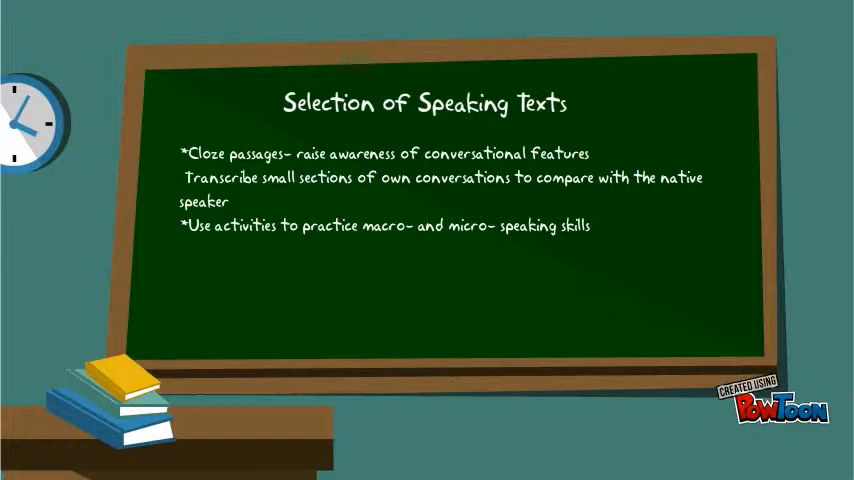 Selection of Speaking Texts
*Cloze passages- raise awareness of conversational features
Transcribe small sections of own conversations to compare with the native
speaker
*Use activities to practice macro- and micro- speaking skills
CREATED USING
POWTOON